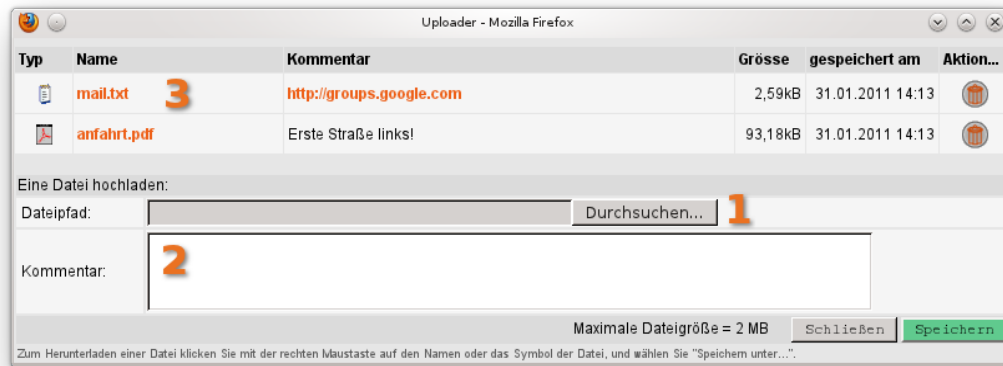 Uploader - Mozilla Firefox
Typ Name Kommentar Grösse gespeichert am Aktion...
mail.txt 3 http://groups.google.com 2,59kB 31.01.2011 14:13
anfahrt.pdf Erste Straße links! 93,18kB 31.01.2011 14:13
Eine Datei hochladen:
Dateipfad: Durchsuchen... 1
Kommentar: 2
Maximale Dateigröße = 2 MB Schließen Speichern
Zum Herunterladen einer Datei klicken Sie mit der rechten Maustaste auf den Namen oder das Symbol der Datei, und wählen Sie "Speichern unter...".